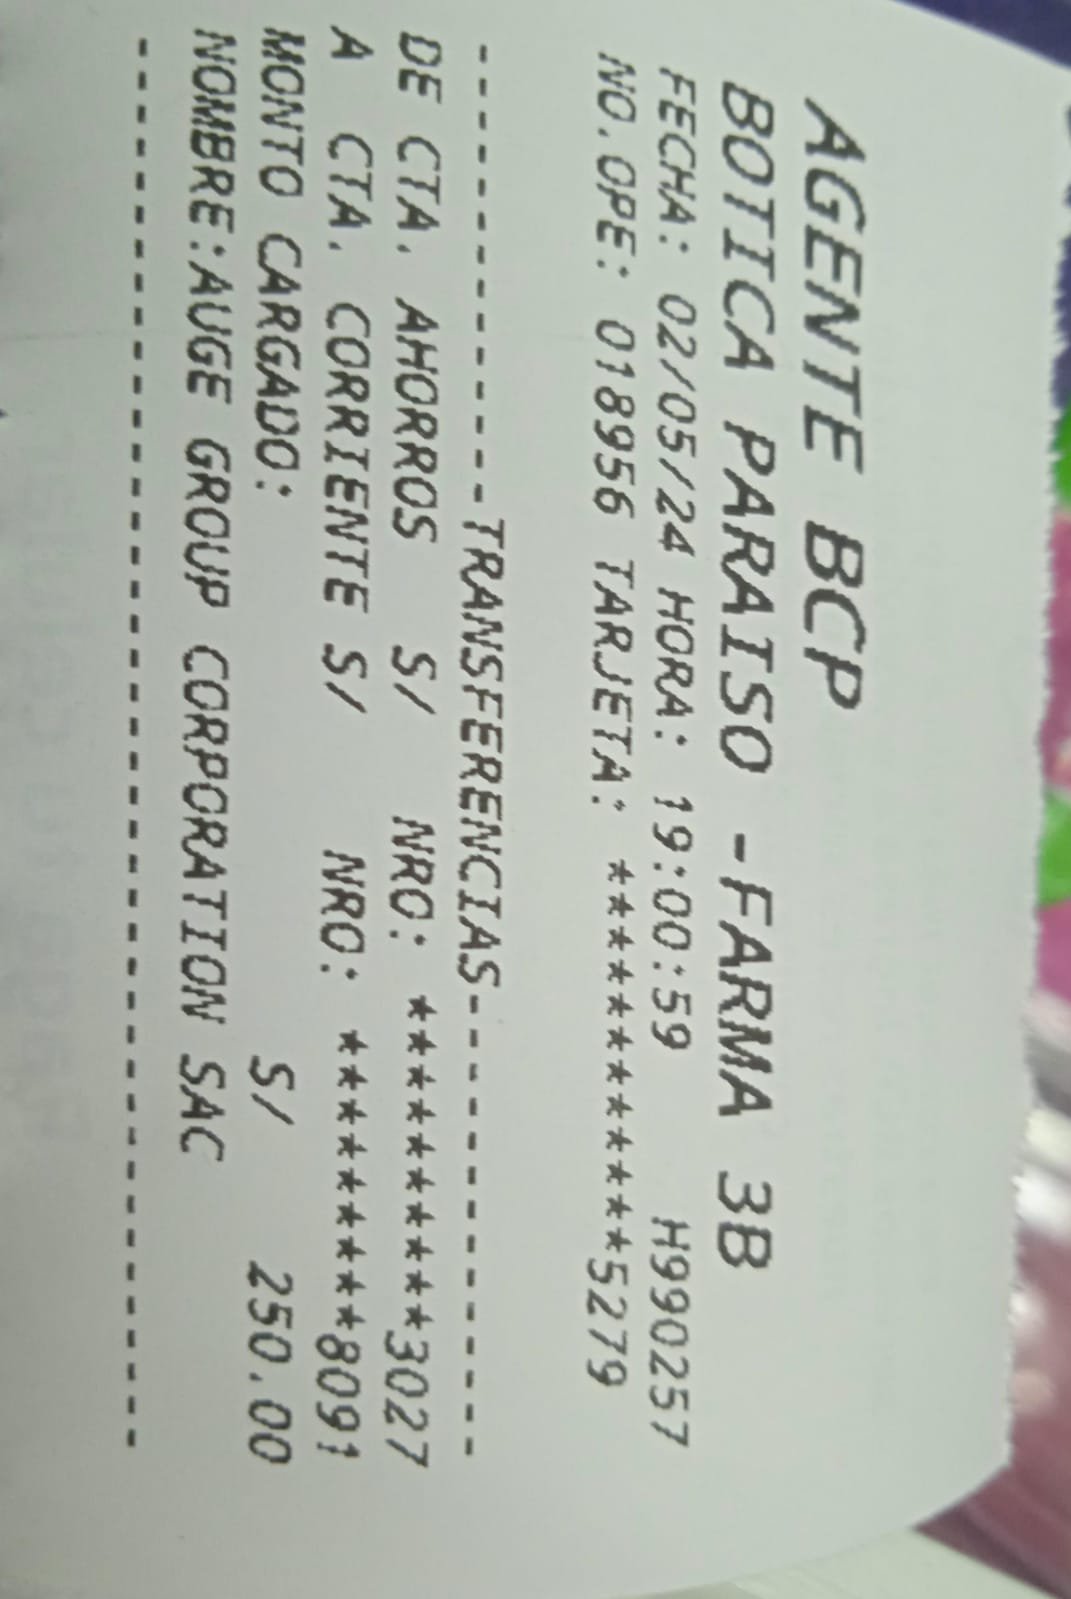 AGENTE BCP
BOTICA PARAISO -FARMA 3B
FECHA: 02/05/24 HORA: 19:00:59 H990257
NO.OPE: 018956 TARJETA: ************5279
--------------TRANSFERENCIAS--------------
DE CTA. AHORROS S/ NRO: **********3027
A CTA. CORRIENTE S/ NRO: *********8091
MONTO CARGADO: S/ 250.00
NOMBRE:AUGE GROUP CORPORATION SAC
------------------------------------------